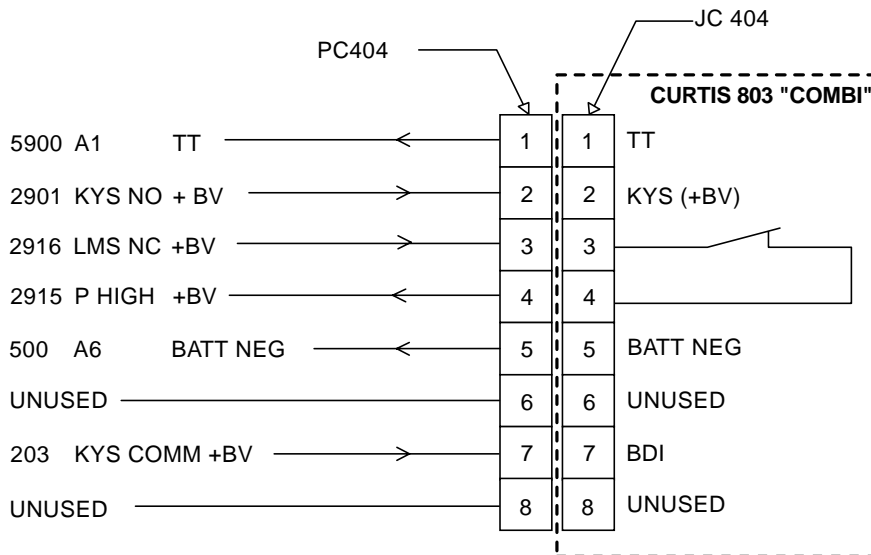 JC 404
PC404
CURTIS 803 "COMBI"
5900 A1 TT 1 1 TT
2901 KYS NO + BV 2 2 KYS (+BV)
2916 LMS NC +BV 3 3
2915 P HIGH +BV 4 4
500 A6 BATT NEG 5 5 BATT NEG
UNUSED 6 6 UNUSED
203 KYS COMM +BV 7 7 BDI
UNUSED 8 8 UNUSED